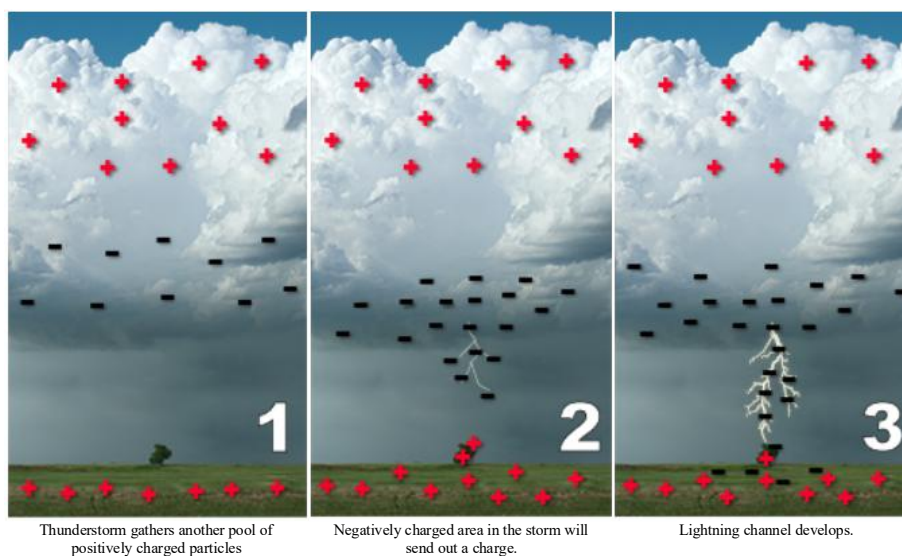 1
2
3
Thunderstorm gathers another pool of
positively charged particles
Negatively charged area in the storm will
send out a charge.
Lightning channel develops.